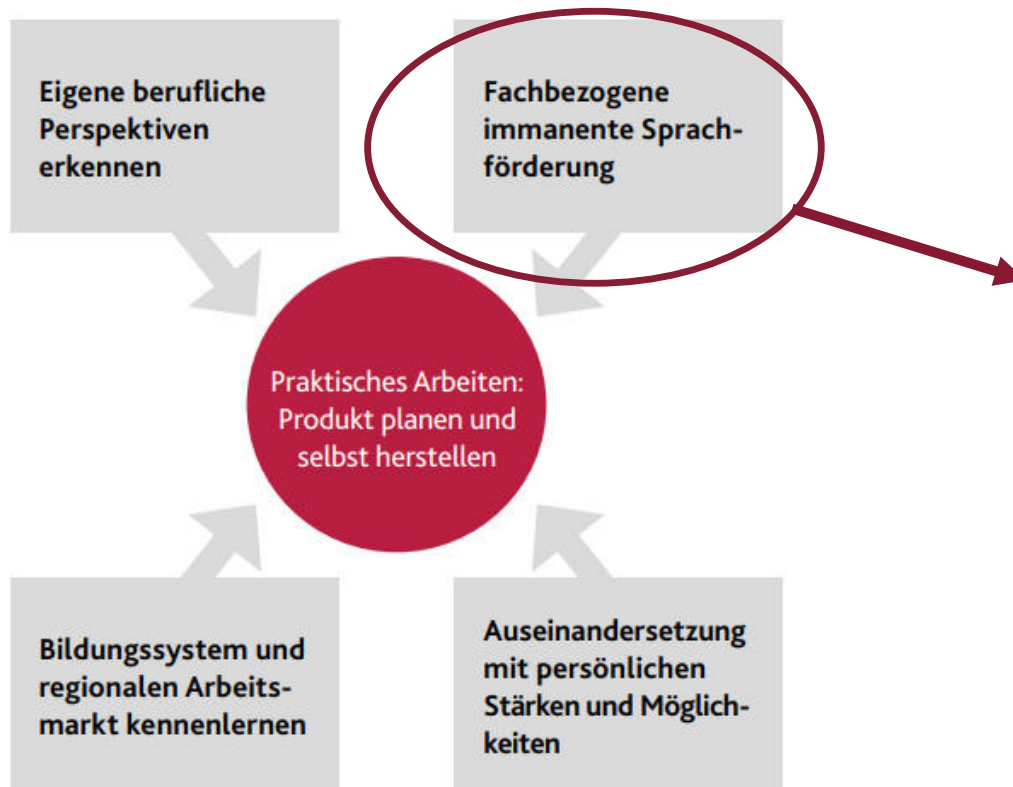 Eigene berufliche
Perspektiven
erkennen
Fachbezogene
immanente Sprach-
förderung
Praktisches Arbeiten:
Produkt planen und
selbst herstellen
Bildungssystem und
regionalen Arbeits-
markt kennenlernen
Auseinandersetzung
mit persönlichen
Stärken und Möglich-
keiten